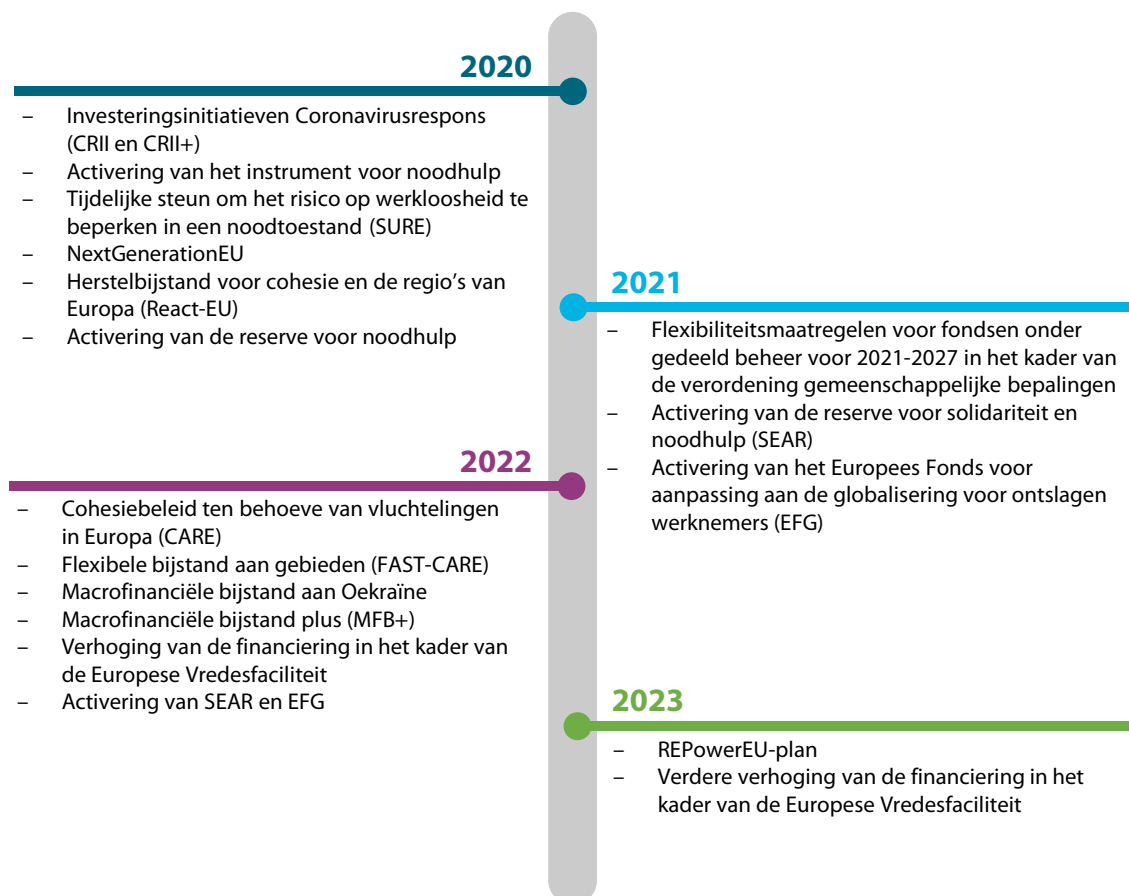 2020
– Investeringsinitiatieven Coronavirusrespons
(CRII en CRII+)
– Activering van het instrument voor noodhulp
– Tijdelijke steun om het risico op werkloosheid te
beperken in een noodtoestand (SURE)
– NextGenerationEU
– Herstelbijstand voor cohesie en de regio's van
Europa (React-EU)
– Activering van de reserve voor noodhulp
2021
– Flexibiliteitsmaatregelen voor fondsen onder
gedeeld beheer voor 2021-2027 in het kader van
de verordening gemeenschappelijke bepalingen
– Activering van de reserve voor solidariteit en
noodhulp (SEAR)
– Activering van het Europees Fonds voor
aanpassing aan de globalisering voor ontslagen
werknemers (EFG)
2022
– Cohesiebeleid ten behoeve van vluchtelingen
in Europa (CARE)
– Flexibele bijstand aan gebieden (FAST-CARE)
– Macrofinanciële bijstand aan Oekraïne
– Macrofinanciële bijstand plus (MFB+)
– Verhoging van de financiering in het kader van
de Europese Vredesfaciliteit
– Activering van SEAR en EFG
2023
– REPowerEU-plan
– Verdere verhoging van de financiering in het
kader van de Europese Vredesfaciliteit